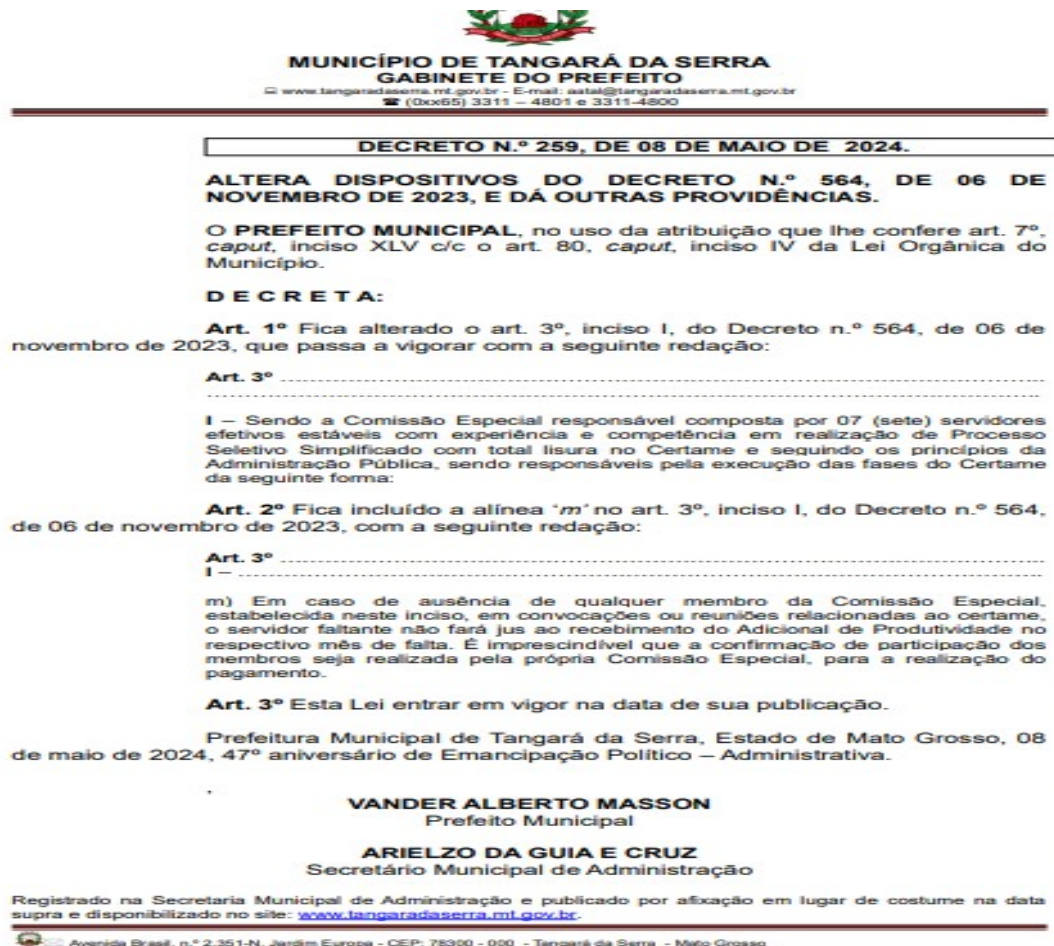 MUNICÍPIO DE TANGARÁ DA SERRA
GABINETE DO PREFEITO
www.tangaradaserra.mt.gov.br - E-mail: aatal@tangaradaserra.mt.gov.br
(0xx65) 3311 – 4801 e 3311-4800
DECRETO N.º 259, DE 08 DE MAIO DE 2024.
ALTERA DISPOSITIVOS DO DECRETO N.º 564, DE 06 DE
NOVEMBRO DE 2023, E DÁ OUTRAS PROVIDÊNCIAS.
O PREFEITO MUNICIPAL, no uso da atribuição que lhe confere art. 7º,
caput, inciso XLV c/c o art. 80, caput, inciso IV da Lei Orgânica do
Município.
D E C R E T A:
Art. 1º Fica alterado o art. 3º, inciso I, do Decreto n.º 564, de 06 de
novembro de 2023, que passa a vigorar com a seguinte redação:
Art. 3º ........................................................................
........................................................................
I – Sendo a Comissão Especial responsável composta por 07 (sete) servidores
efetivos estáveis com experiência e competência em realização de Processo
Seletivo Simplificado com total lisura no Certame e seguindo os princípios da
Administração Pública, sendo responsáveis pela execução das fases do Certame
da seguinte forma:
Art. 2º Fica incluído a alínea ‘m’ no art. 3º, inciso I, do Decreto n.º 564,
de 06 de novembro de 2023, com a seguinte redação:
Art. 3º ........................................................................
I – ........................................................................
m) Em caso de ausência de qualquer membro da Comissão Especial,
estabelecida neste inciso, em convocações ou reuniões relacionadas ao certame,
o servidor faltante não fará jus ao recebimento do Adicional de Produtividade no
respectivo mês de falta. É imprescindível que a confirmação de participação dos
membros seja realizada pela própria Comissão Especial, para a realização do
pagamento.
Art. 3º Esta Lei entrar em vigor na data de sua publicação.
Prefeitura Municipal de Tangará da Serra, Estado de Mato Grosso, 08
de maio de 2024, 47º aniversário de Emancipação Político – Administrativa.
.
VANDER ALBERTO MASSON
Prefeito Municipal
ARIELZO DA GUIA E CRUZ
Secretário Municipal de Administração
Registrado na Secretaria Municipal de Administração e publicado por afixação em lugar de costume na data
supra e disponibilizado no site: www.tangaradaserra.mt.gov.br.
Avenida Brasil, n.º 2.351-N, Jardim Europa - CEP: 78300 - 000 - Tangará da Serra - Mato Grosso